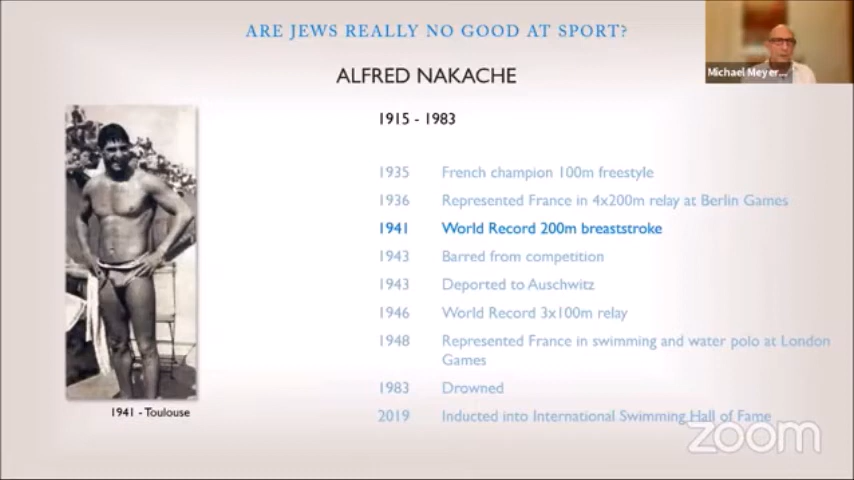 ARE JEWS REALLY NO GOOD AT SPORT?
Michael Meyer...
ALFRED NAKACHE
1915 - 1983
1935 French champion 100m freestyle
1936 Represented France in 4x200m relay at Berlin Games
1941 World Record 200m breaststroke
1943 Barred from competition
1943 Deported to Auschwitz
1946 World Record 3x100m relay
1948 Represented France in swimming and water polo at London
Games
1983 Drowned
2019 Inducted into International Swimming Hall of Fame
1941 - Toulouse
zoom